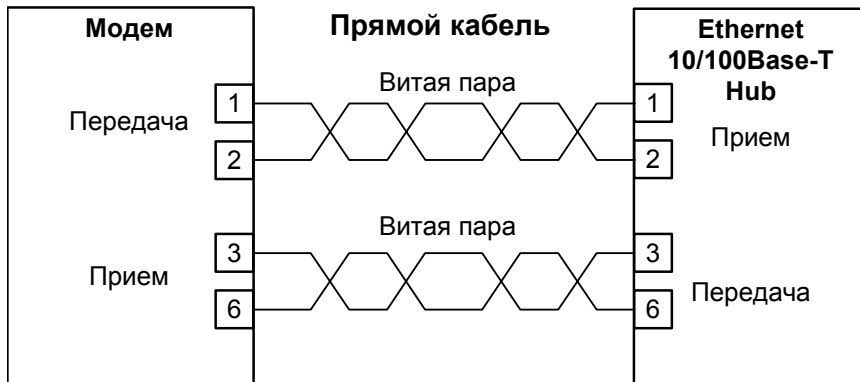 Модем
Прямой кабель
Ethernet
10/100Base-T
Hub
Витая пара
Передача
1
2
1
2
Прием
Витая пара
Прием
3
6
3
6
Передача